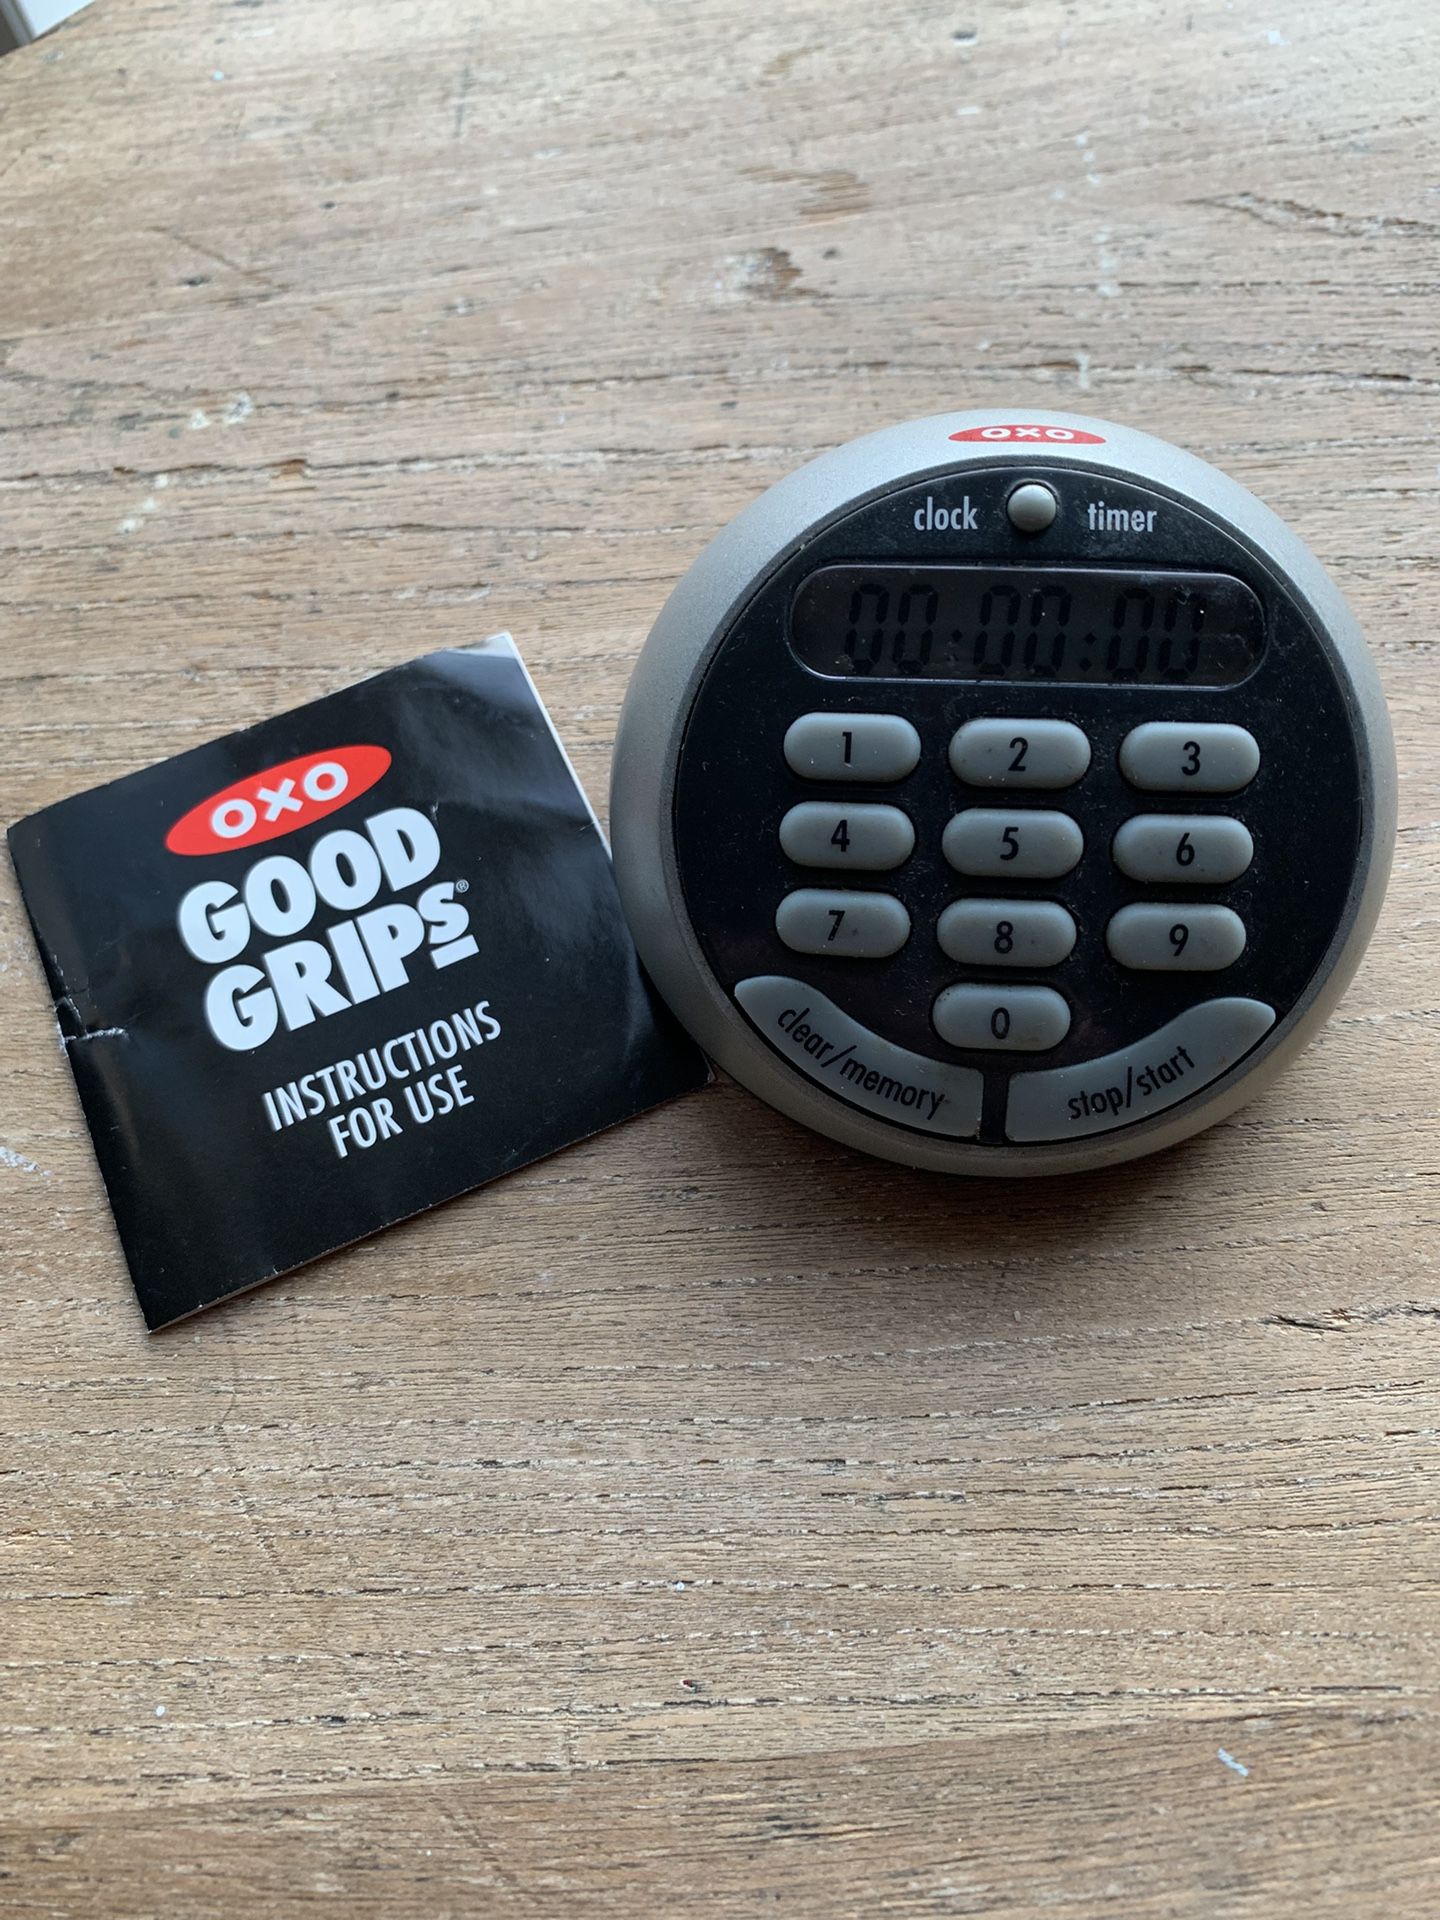 OXO
GOOD
GRIPS®
INSTRUCTIONS
FOR USE
OXO
clock timer
00:00:00
1 2 3
4 5 6
7 8 9
0
clear/memory stop/start